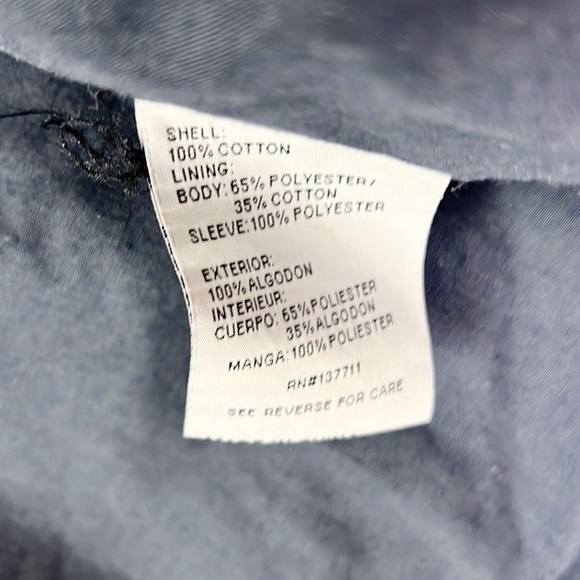 SHELL:
100% COTTON
LINING:
BODY: 65% POLYESTER/
35% COTTON
SLEEVE:100% POLYESTER
EXTERIOR:
100% ALGODON
INTERIEUR:
CUERPO: 65% POLIESTER
35% ALGODON
MANGA:100% POLIESTER
RN#137711
SEE REVERSE FOR CARE